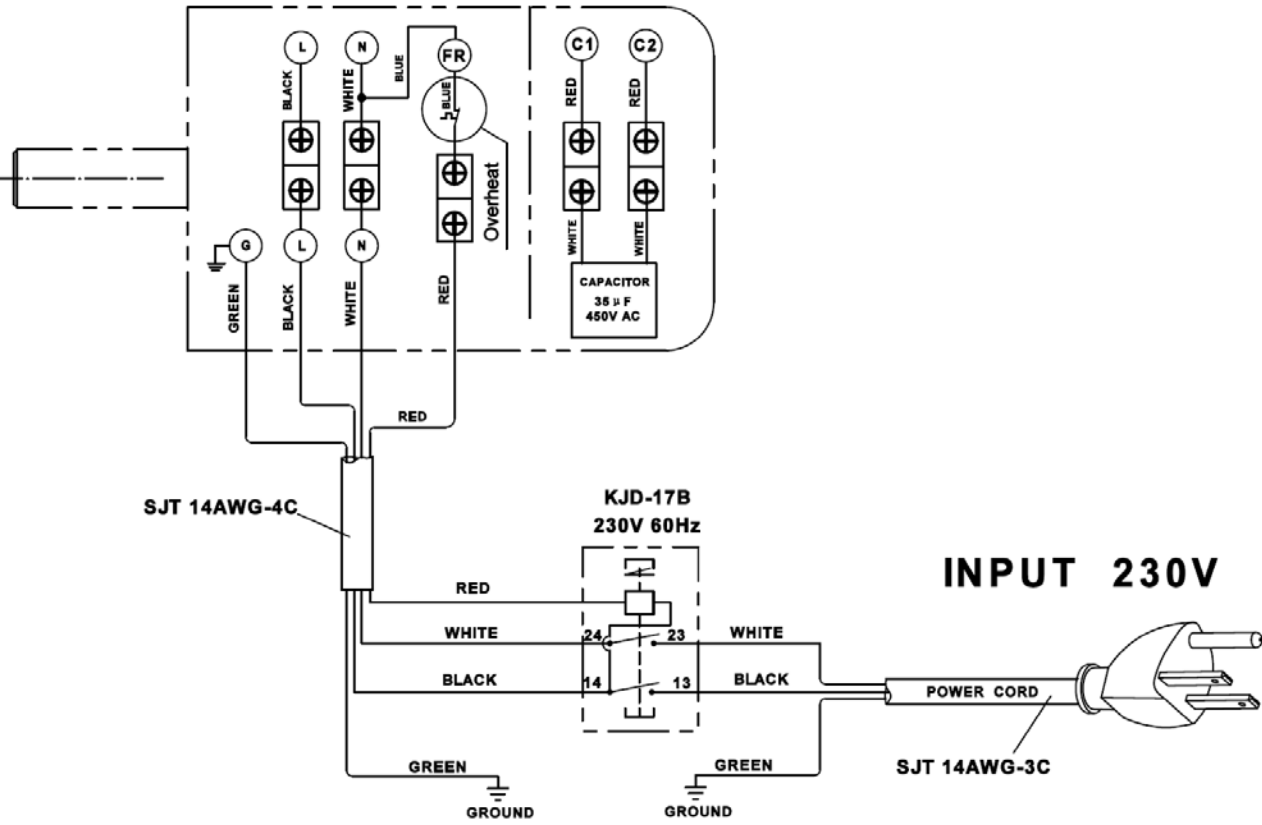 L
N
FR
C1
C2
BLACK
WHITE
BLUE
BLUE
RED
RED
Overheat
G
L
N
WHITE
WHITE
GREEN
BLACK
WHITE
RED
CAPACITOR
35 μ F
450V AC
RED
SJT 14AWG-4C
KJD-17B
230V 60Hz
INPUT 230V
RED
WHITE
24
23
WHITE
BLACK
14
13
BLACK
POWER CORD
GREEN
GROUND
GREEN
GROUND
SJT 14AWG-3C